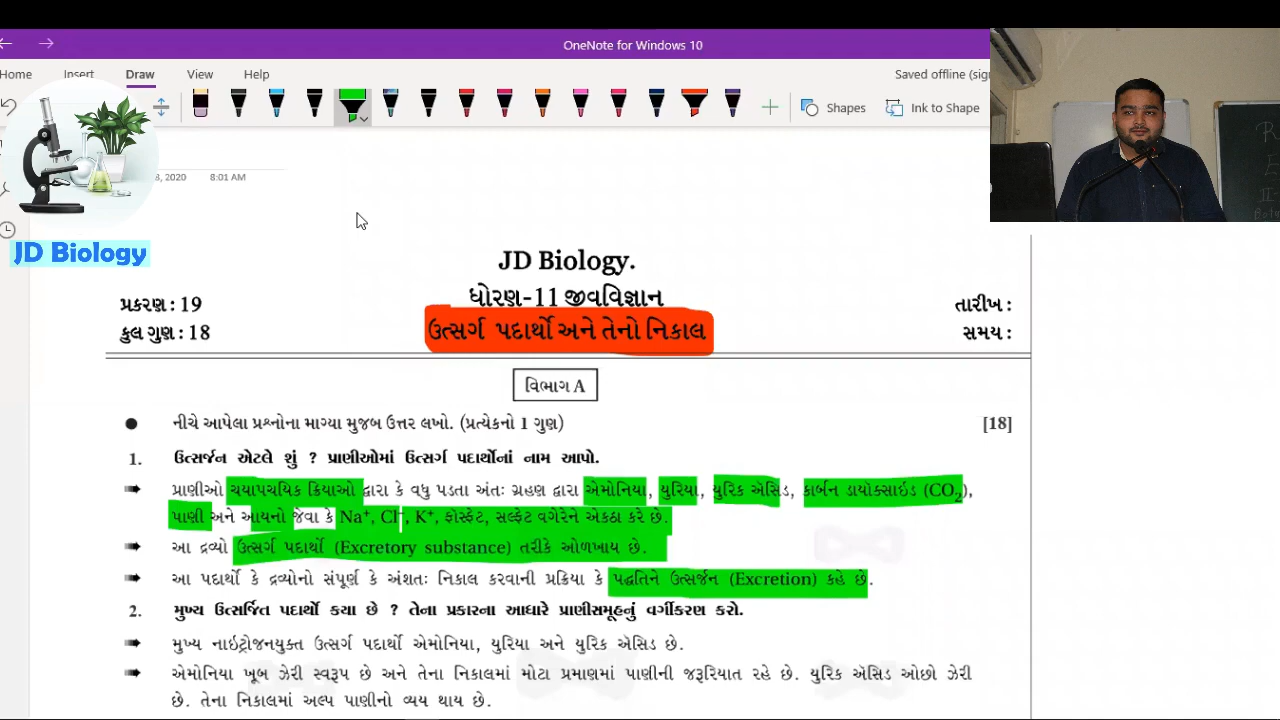 OneNote for Windows 10
Home Insert Draw View Help
Saved offline
Shapes
Ink to Shape
8, 2020 8:01 AM
JD Biology
JD Biology.
પ્રકરણ : 19
ધોરણ-11 જીવવિજ્ઞાન
તારીખ :
કુલ ગુણ : 18
ઉત્સર્ગ પદાર્થો અને તેનો નિકાલ
સમય :
વિભાગ A
● નીચે આપેલા પ્રશ્નોના માગ્યા મુજબ ઉત્તર લખો. (પ્રત્યેકનો 1 ગુણ) [18]
1. ઉત્સર્જન એટલે શું ? પ્રાણીઓમાં ઉત્સર્ગ પદાર્થોનાં નામ આપો.
➠ પ્રાણીઓ ચયાપચયિક ક્રિયાઓ દ્વારા કે વધુ પડતા અંતઃ ગ્રહણ દ્વારા એમોનિયા, યુરિયા, યુરિક ઍસિડ, કાર્બન ડાયોક્સાઇડ (CO₂),
પાણી અને આયનો જેવા કે Na⁺, Cl⁻, K⁺, ફોસ્ફેટ, સલ્ફેટ વગેરેને એકઠા કરે છે.
➠ આ દ્રવ્યો ઉત્સર્ગ પદાર્થો (Excretory substance) તરીકે ઓળખાય છે.
➠ આ પદાર્થો કે દ્રવ્યોનો સંપૂર્ણ કે અંશતઃ નિકાલ કરવાની પ્રક્રિયા કે પદ્ધતિને ઉત્સર્જન (Excretion) કહે છે.
2. મુખ્ય ઉત્સર્જિત પદાર્થો કયા છે ? તેના પ્રકારના આધારે પ્રાણીસમૂહનું વર્ગીકરણ કરો.
➠ મુખ્ય નાઇટ્રોજનયુક્ત ઉત્સર્ગ પદાર્થો એમોનિયા, યુરિયા અને યુરિક ઍસિડ છે.
➠ એમોનિયા ખૂબ ઝેરી સ્વરૂપ છે અને તેના નિકાલમાં મોટા પ્રમાણમાં પાણીની જરૂરિયાત રહે છે. યુરિક ઍસિડ ઓછો ઝેરી
છે. તેના નિકાલમાં અલ્પ પાણીનો વ્યય થાય છે.